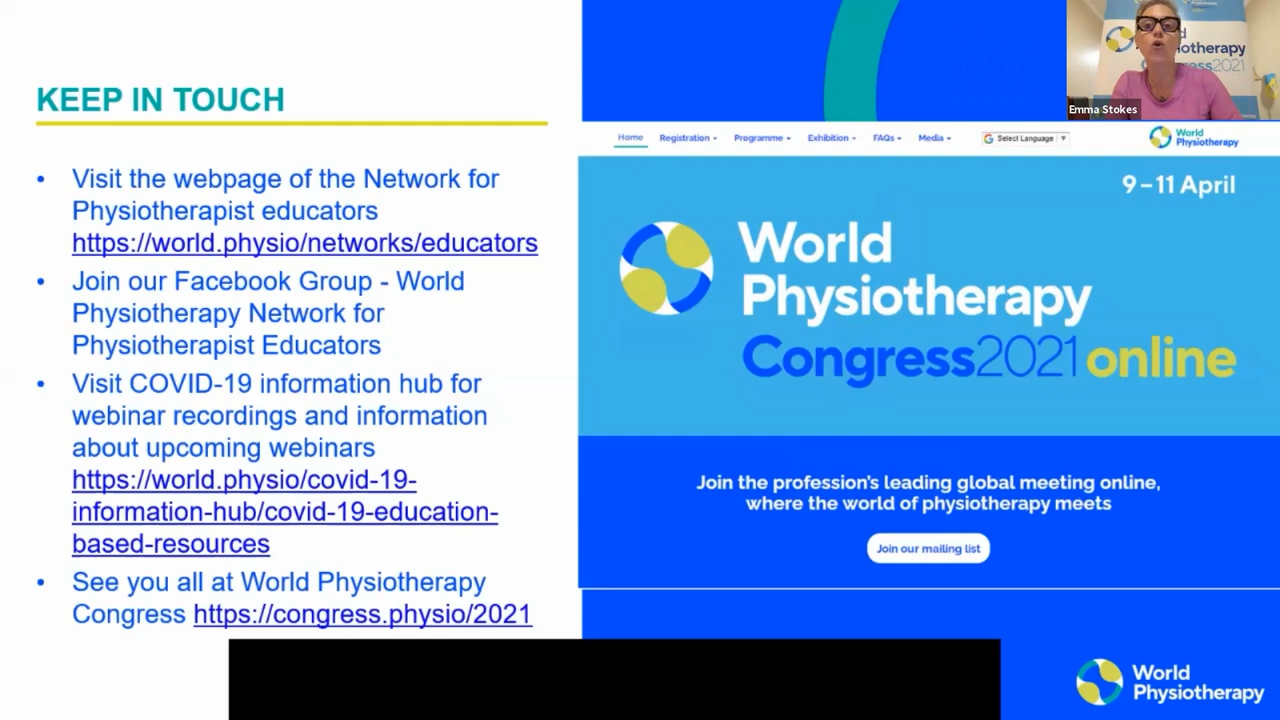 KEEP IN TOUCH
• Visit the webpage of the Network for
Physiotherapist educators
https://world.physio/networks/educators
• Join our Facebook Group - World
Physiotherapy Network for
Physiotherapist Educators
• Visit COVID-19 information hub for
webinar recordings and information
about upcoming webinars
https://world.physio/covid-19-
information-hub/covid-19-education-
based-resources
• See you all at World Physiotherapy
Congress https://congress.physio/2021
World
Physiotherapy
Congress2021
Emma Stokes
Home Registration Programme Exhibition FAQs Media Select Language
World
Physiotherapy
9 – 11 April
World
Physiotherapy
Congress2021 online
Join the profession's leading global meeting online,
where the world of physiotherapy meets
Join our mailing list
World
Physiotherapy